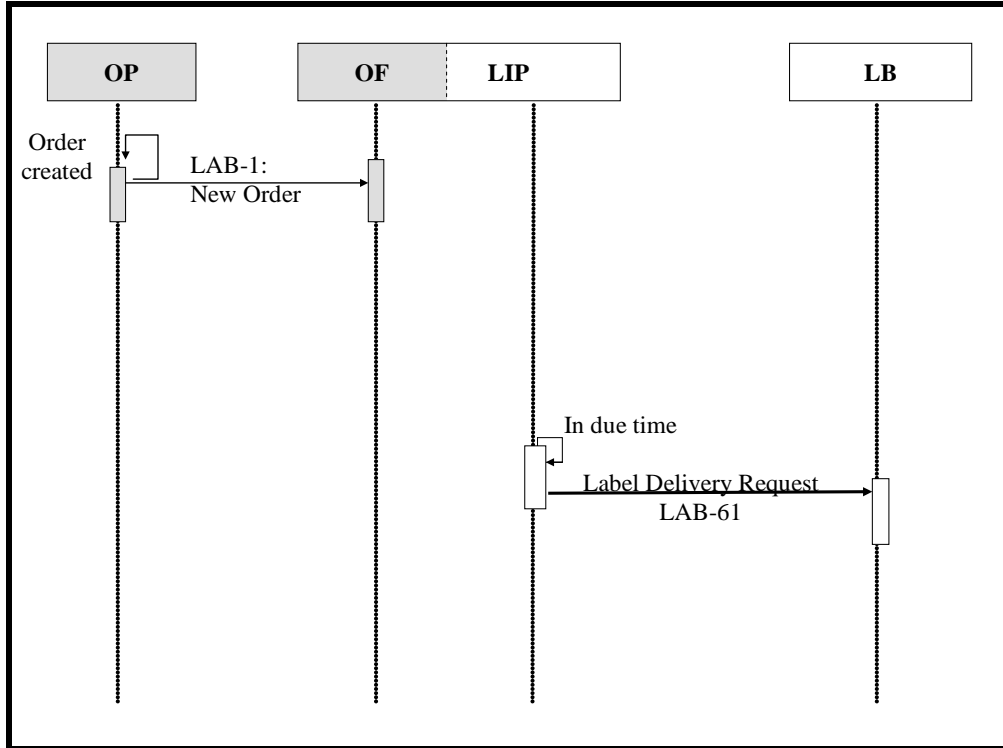 OP
OF
LIP
LB
Order
created
LAB-1:
New Order
In due time
Label Delivery Request
LAB-61